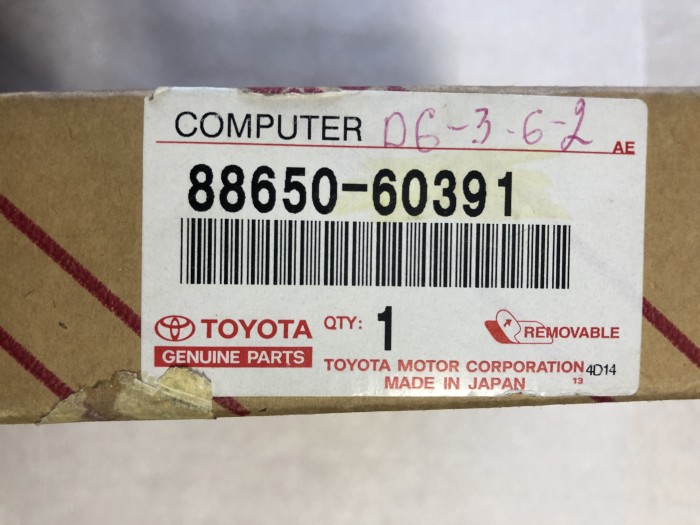 COMPUTER D6-3-6-2 AE
88650-60391
TOYOTA QTY: 1 REMOVABLE
GENUINE PARTS TOYOTA MOTOR CORPORATION 4D14
MADE IN JAPAN 13